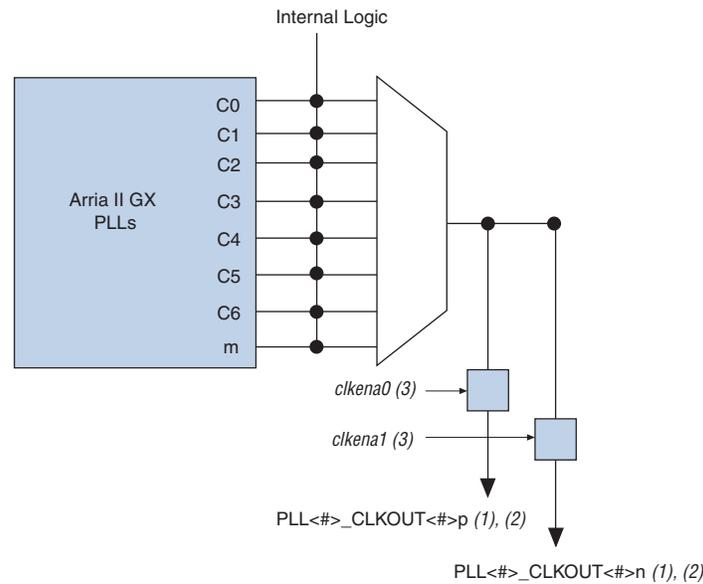 Internal Logic
C0
C1
C2
Arria II GX
PLLs
C3
C4
C5
C6
m
clkena0 (3)
clkena1 (3)
PLL<#>_CLKOUT<#>p (1), (2)
PLL<#>_CLKOUT<#>n (1), (2)